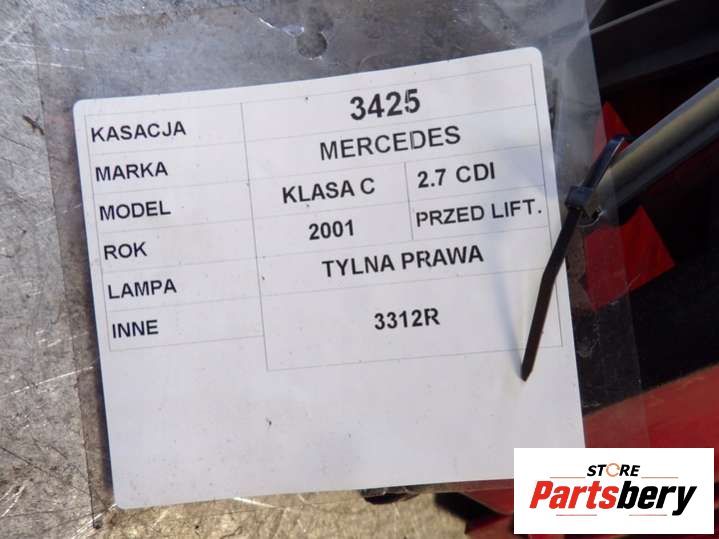 KASACJA 3425
MARKA MERCEDES
MODEL KLASA C 2.7 CDI
ROK 2001 PRZED LIFT.
LAMPA TYLNA PRAWA
INNE 3312R
STORE
Partsbery